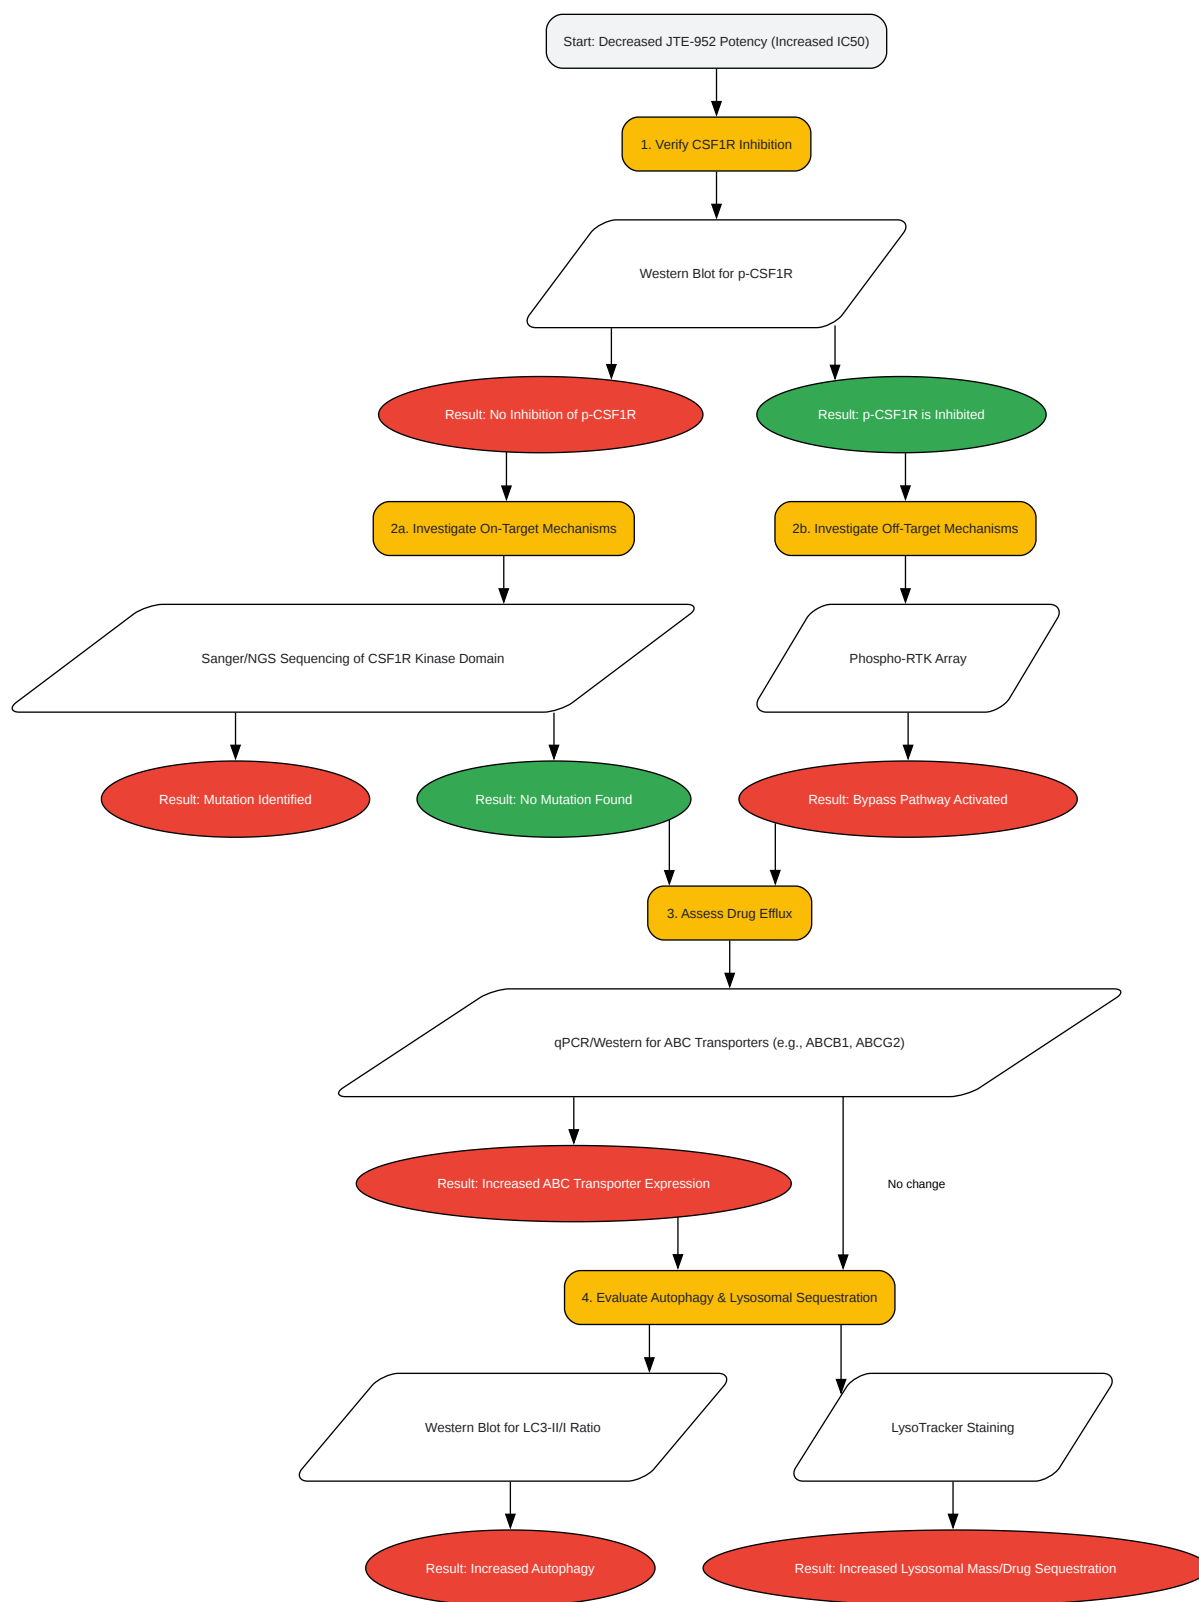 Start: Decreased JTE-952 Potency (Increased IC50)
1. Verify CSF1R Inhibition
Western Blot for p-CSF1R
Result: No Inhibition of p-CSF1R
Result: p-CSF1R is Inhibited
2a. Investigate On-Target Mechanisms
2b. Investigate Off-Target Mechanisms
Sanger/NGS Sequencing of CSF1R Kinase Domain
Phospho-RTK Array
Result: Mutation Identified
Result: No Mutation Found
Result: Bypass Pathway Activated
3. Assess Drug Efflux
qPCR/Western for ABC Transporters (e.g., ABCB1, ABCG2)
Result: Increased ABC Transporter Expression
No change
4. Evaluate Autophagy & Lysosomal Sequestration
Western Blot for LC3-II/I Ratio
LysoTracker Staining
Result: Increased Autophagy
Result: Increased Lysosomal Mass/Drug Sequestration